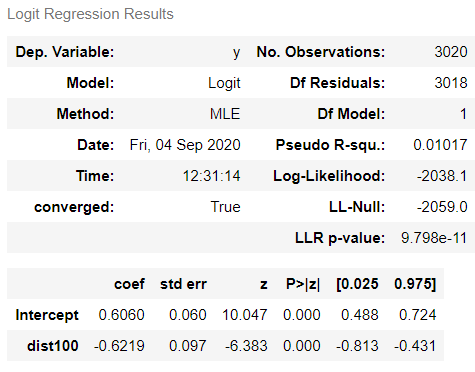 Logit Regression Results
Dep. Variable: y No. Observations: 3020
Model: Logit Df Residuals: 3018
Method: MLE Df Model: 1
Date: Fri, 04 Sep 2020 Pseudo R-squ.: 0.01017
Time: 12:31:14 Log-Likelihood: -2038.1
converged: True LL-Null: -2059.0
LLR p-value: 9.798e-11
coef std err z P>|z| [0.025 0.975]
Intercept 0.6060 0.060 10.047 0.000 0.488 0.724
dist100 -0.6219 0.097 -6.383 0.000 -0.813 -0.431